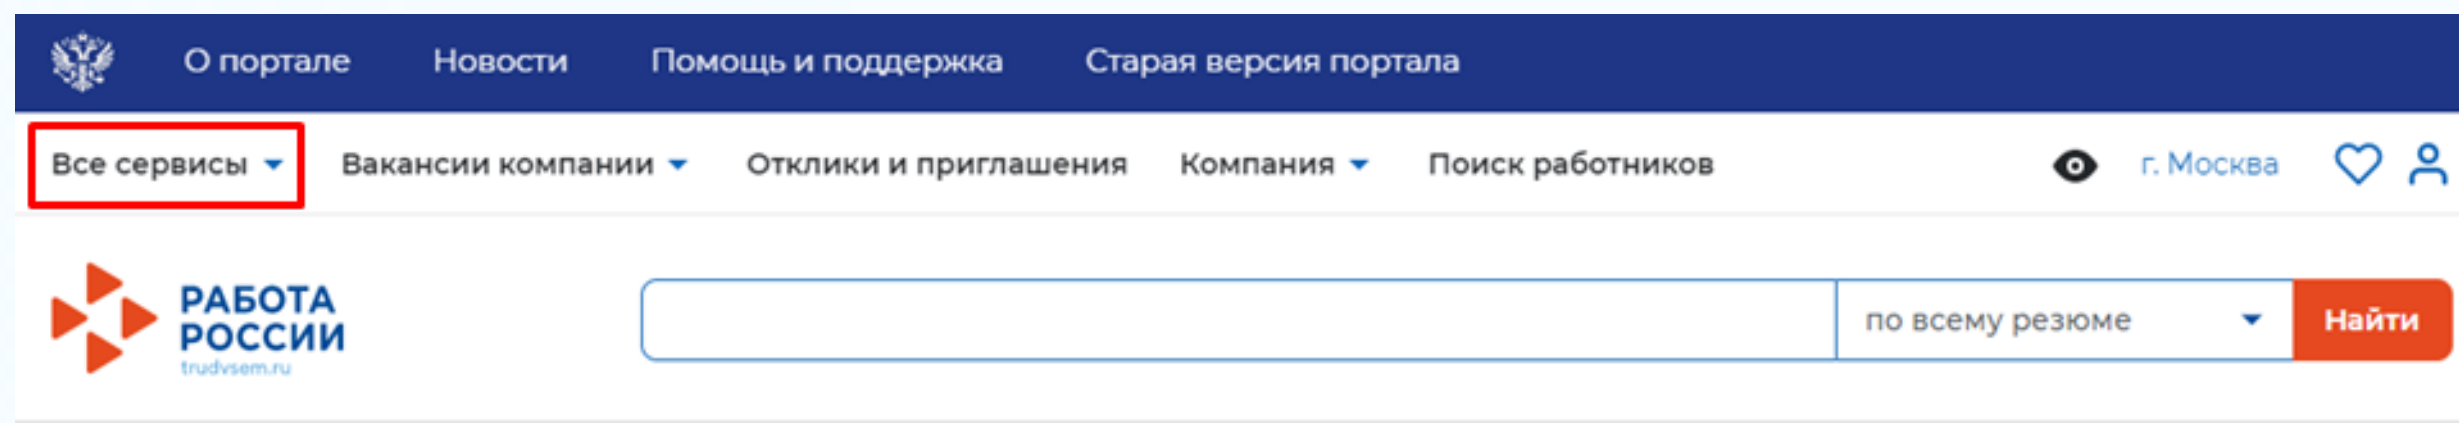 О портале Новости Помощь и поддержка Старая версия портала
Все сервисы Вакансии компании Отклики и приглашения Компания Поиск работников г. Москва
РАБОТА
РОССИИ
trudvsem.ru
по всему резюме Найти